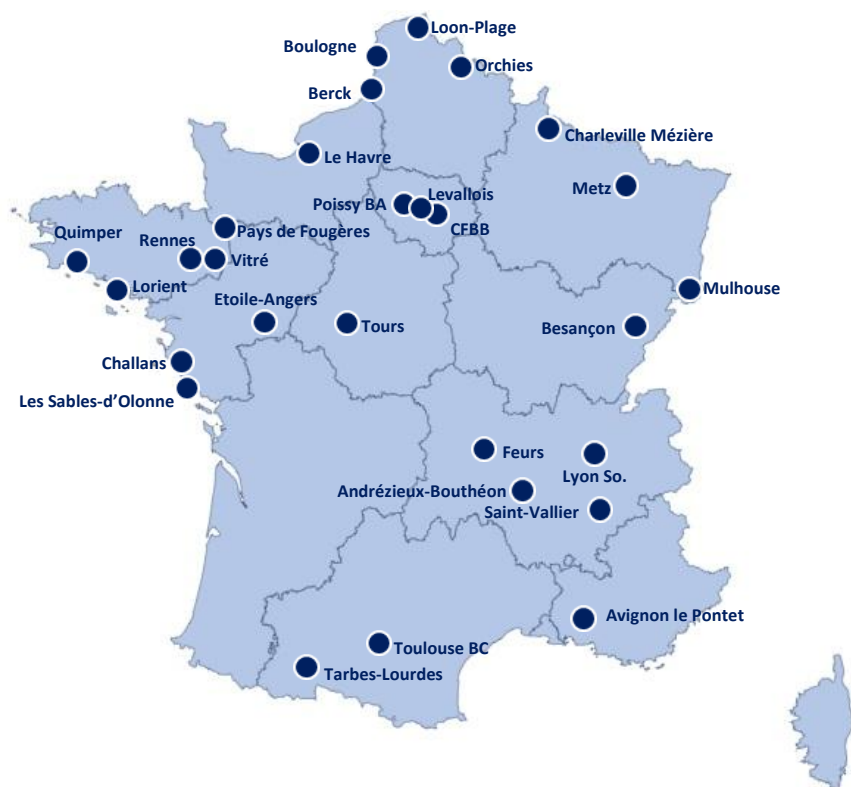 Loon-Plage
Boulogne
Orchies
Berck
Charleville Mézière
Le Havre
Metz
Levallois
Poissy BA
CFBB
Pays de Fougères
Quimper
Rennes
Vitré
Lorient
Mulhouse
Etoile-Angers
Tours
Besançon
Challans
Les Sables-d’Olonne
Feurs
Lyon So.
Andrézieux-Bouthéon
Saint-Vallier
Avignon le Pontet
Toulouse BC
Tarbes-Lourdes